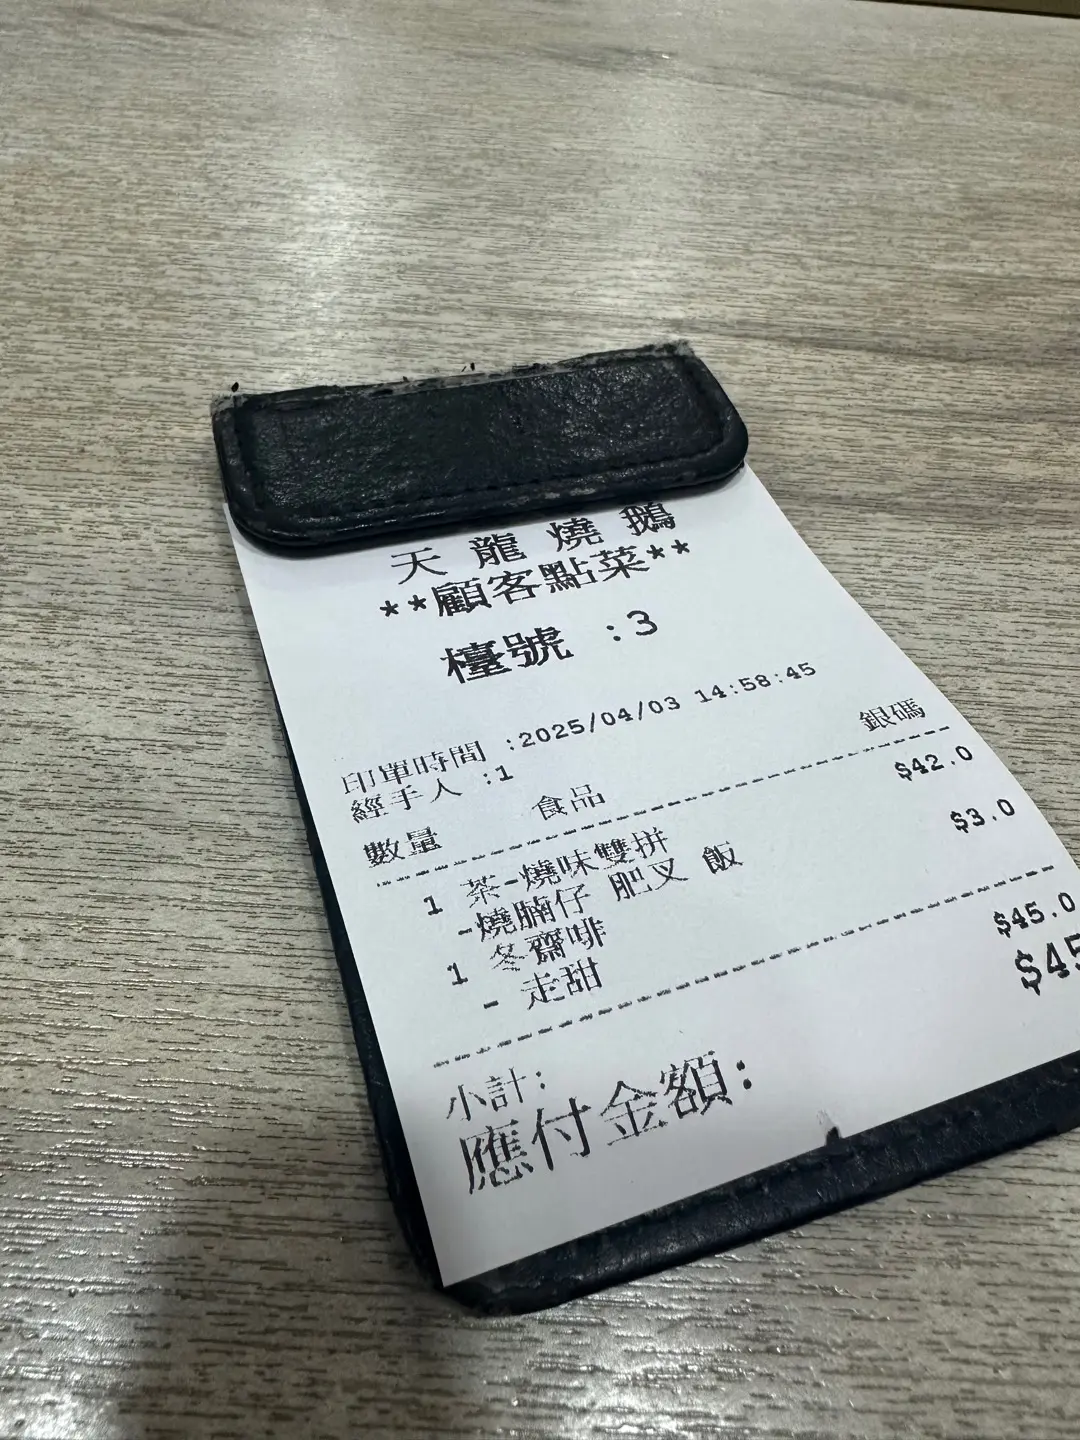 天龍燒鵝
**顧客點菜**
檯號 :3
印單時間 :2025/04/03 14:58:45
經手人 :1
數量 食品 銀碼
1 茶-燒味雙拼 $42.0
-燒腩仔 肥叉 飯
1 冬齋啡 $3.0
- 走甜
小計: $45.0
應付金額: $45